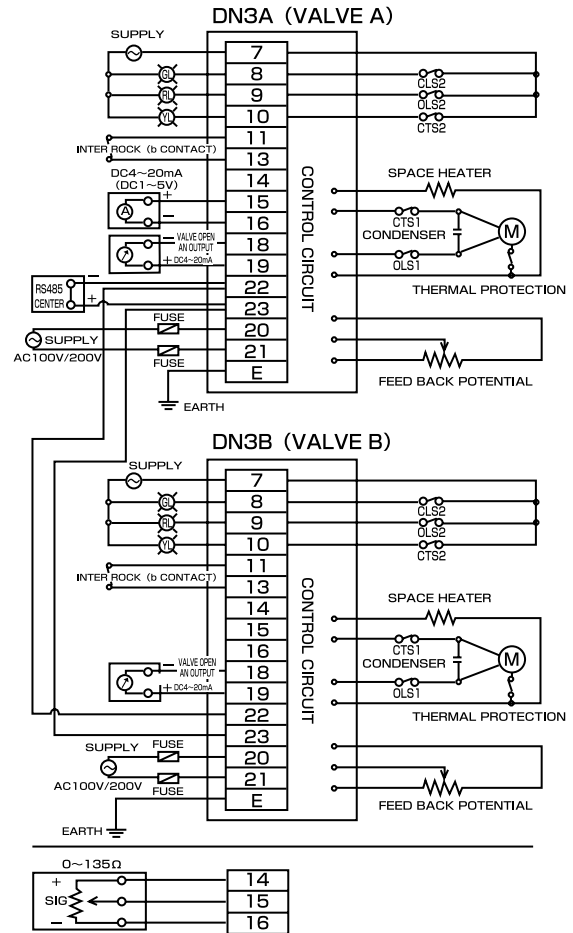 DN3A (VALVE A)
SUPPLY
7
GL
8
CLS2
RL
9
OLS2
YL
10
CTS2
11
INTER ROCK (b CONTACT)
13
DC4~20mA
(DC1~5V)
14
SPACE HEATER
+
15
A
CTS1
−
16
CONDENSER
M
− VALVE OPEN
AN OUTPUT
18
+ DC4~20mA
19
OLS1
CONTROL CIRCUIT
RS485
CENTER
−
22
THERMAL PROTECTION
+
23
FUSE
SUPPLY
20
AC100V/200V
21
FUSE
FEED BACK POTENTIAL
E
EARTH
DN3B (VALVE B)
SUPPLY
7
GL
8
CLS2
RL
9
OLS2
YL
10
CTS2
11
INTER ROCK (b CONTACT)
13
14
SPACE HEATER
15
CTS1
16
CONDENSER
M
− VALVE OPEN
AN OUTPUT
18
+ DC4~20mA
19
OLS1
CONTROL CIRCUIT
22
THERMAL PROTECTION
23
SUPPLY
FUSE
20
AC100V/200V
FUSE
21
FEED BACK POTENTIAL
E
EARTH
0~135Ω
+
14
SIG
15
−
16